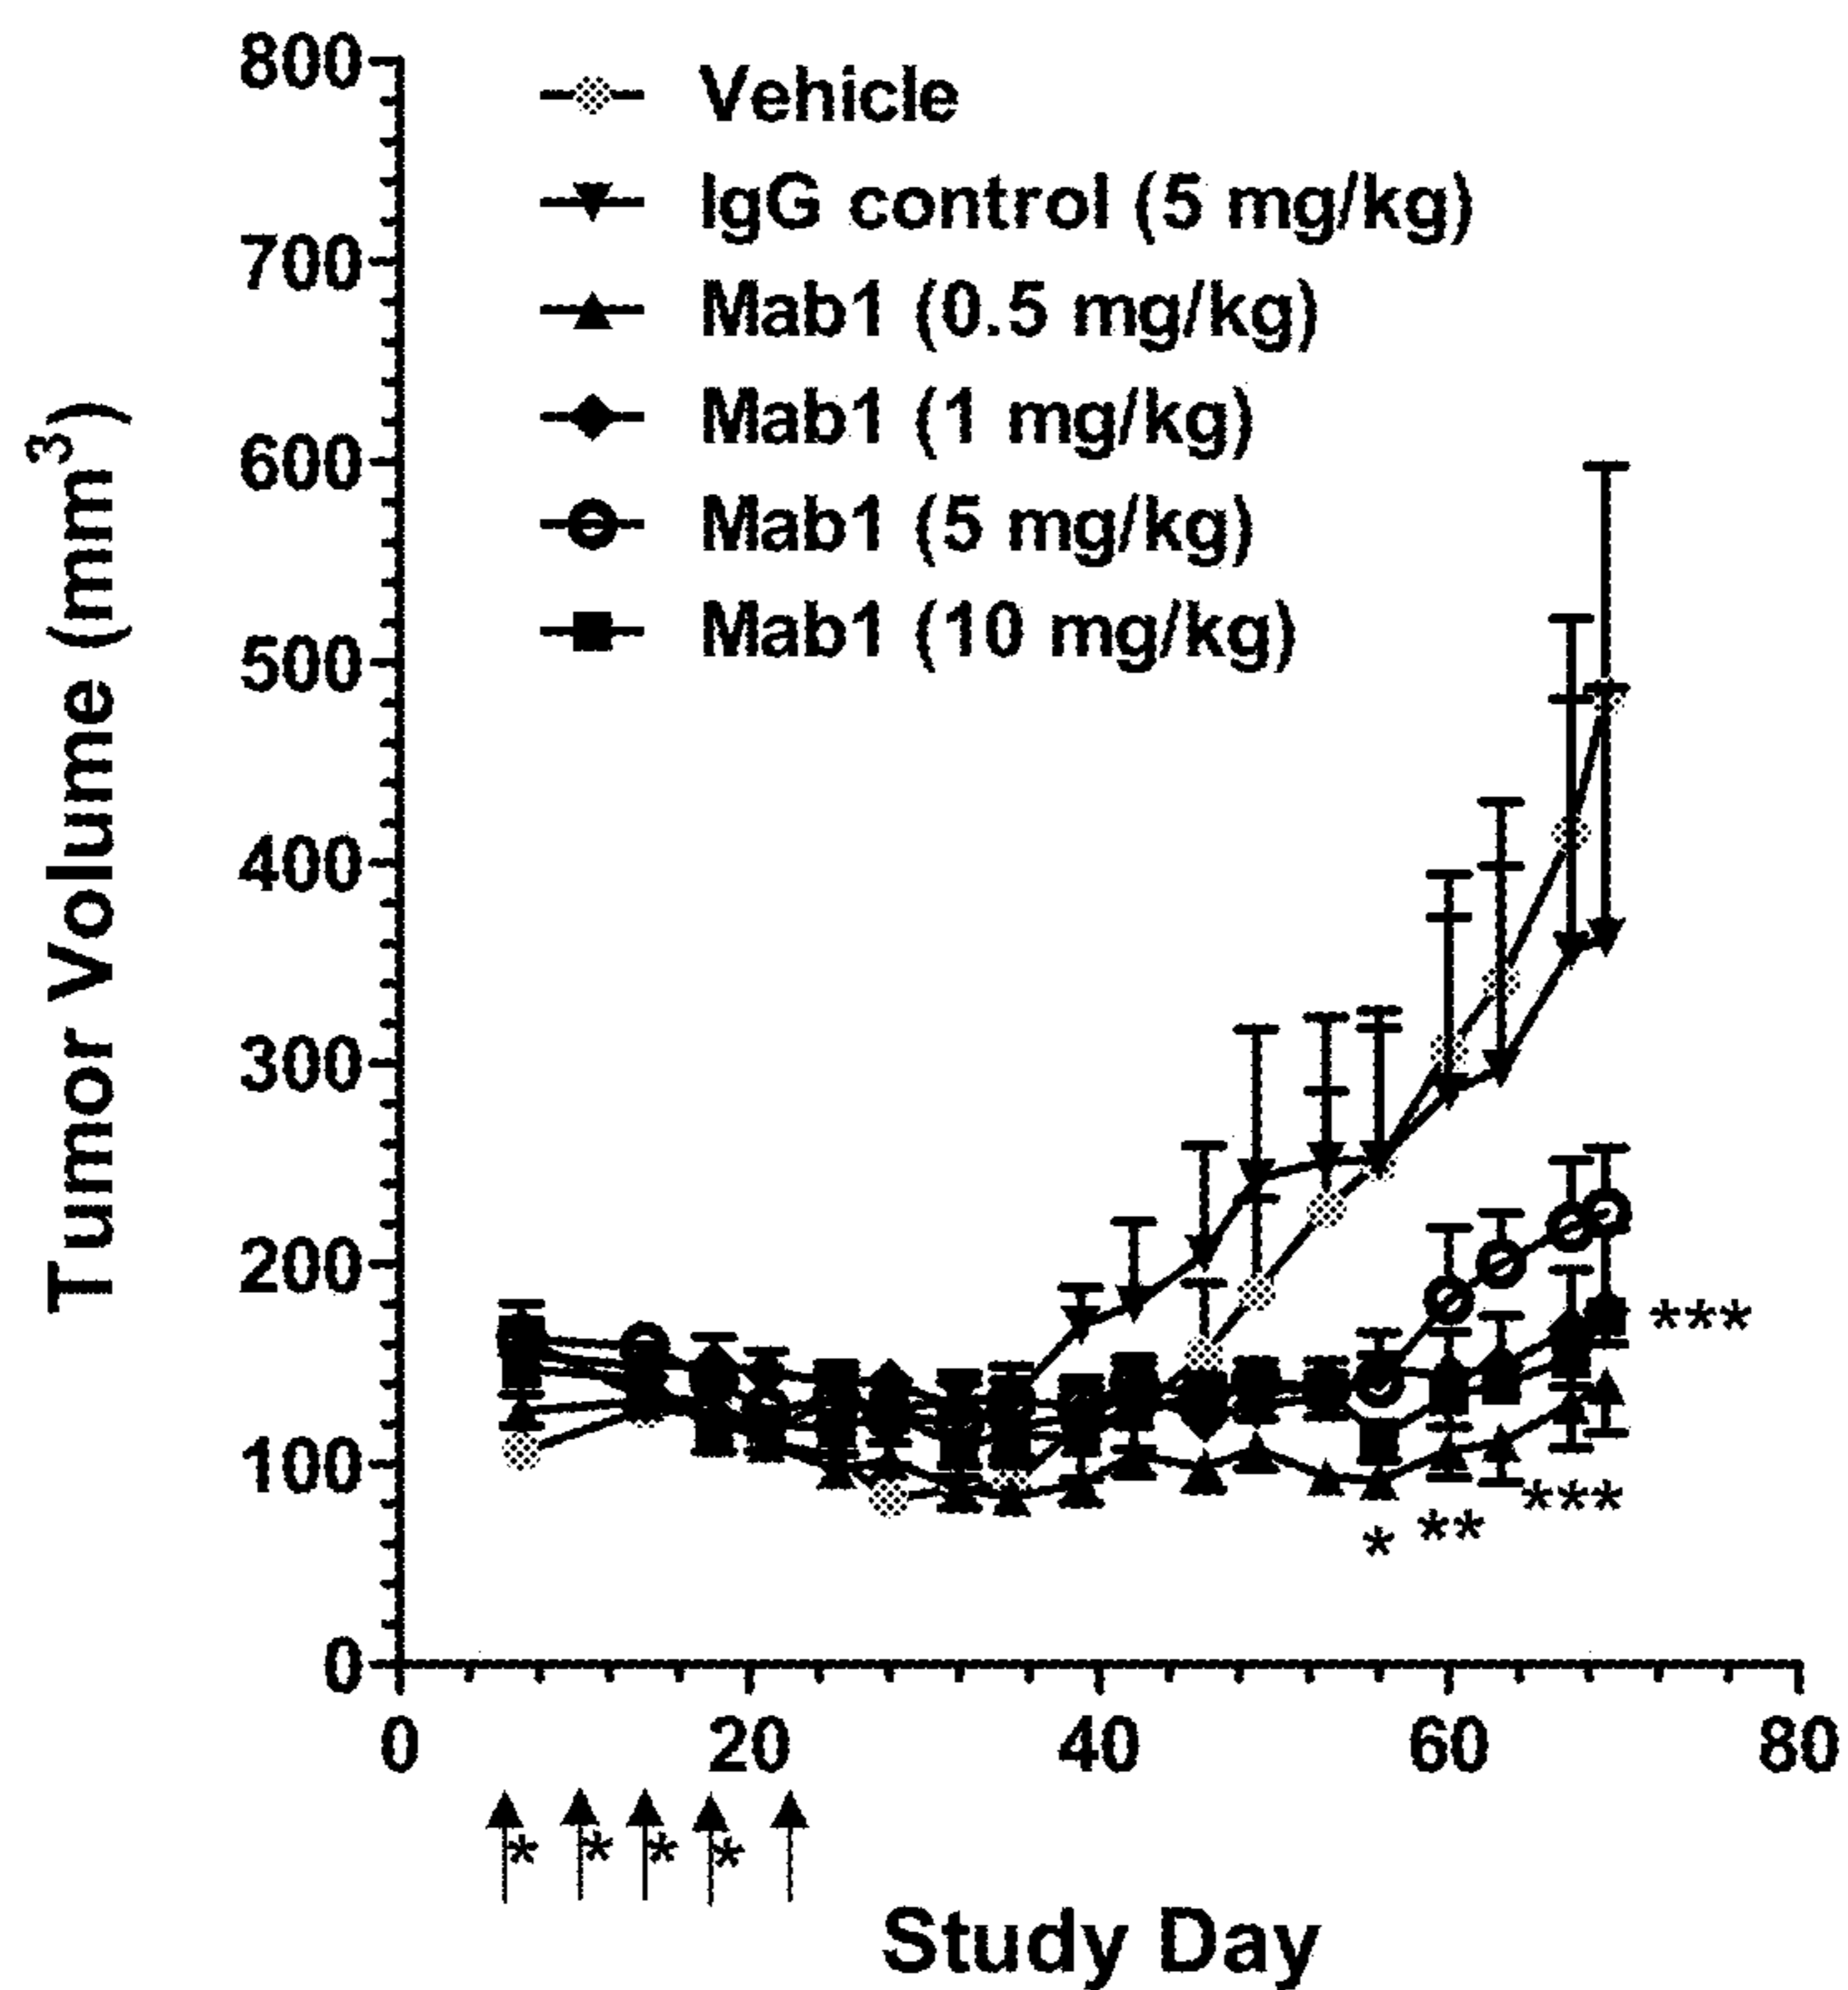 Tumor Volume (mm³)
800
700
600
500
400
300
200
100
0
Vehicle
IgG control (5 mg/kg)
Mab1 (0.5 mg/kg)
Mab1 (1 mg/kg)
Mab1 (5 mg/kg)
Mab1 (10 mg/kg)
***
***
* **
0 20 40 60 80
* * * *
Study Day